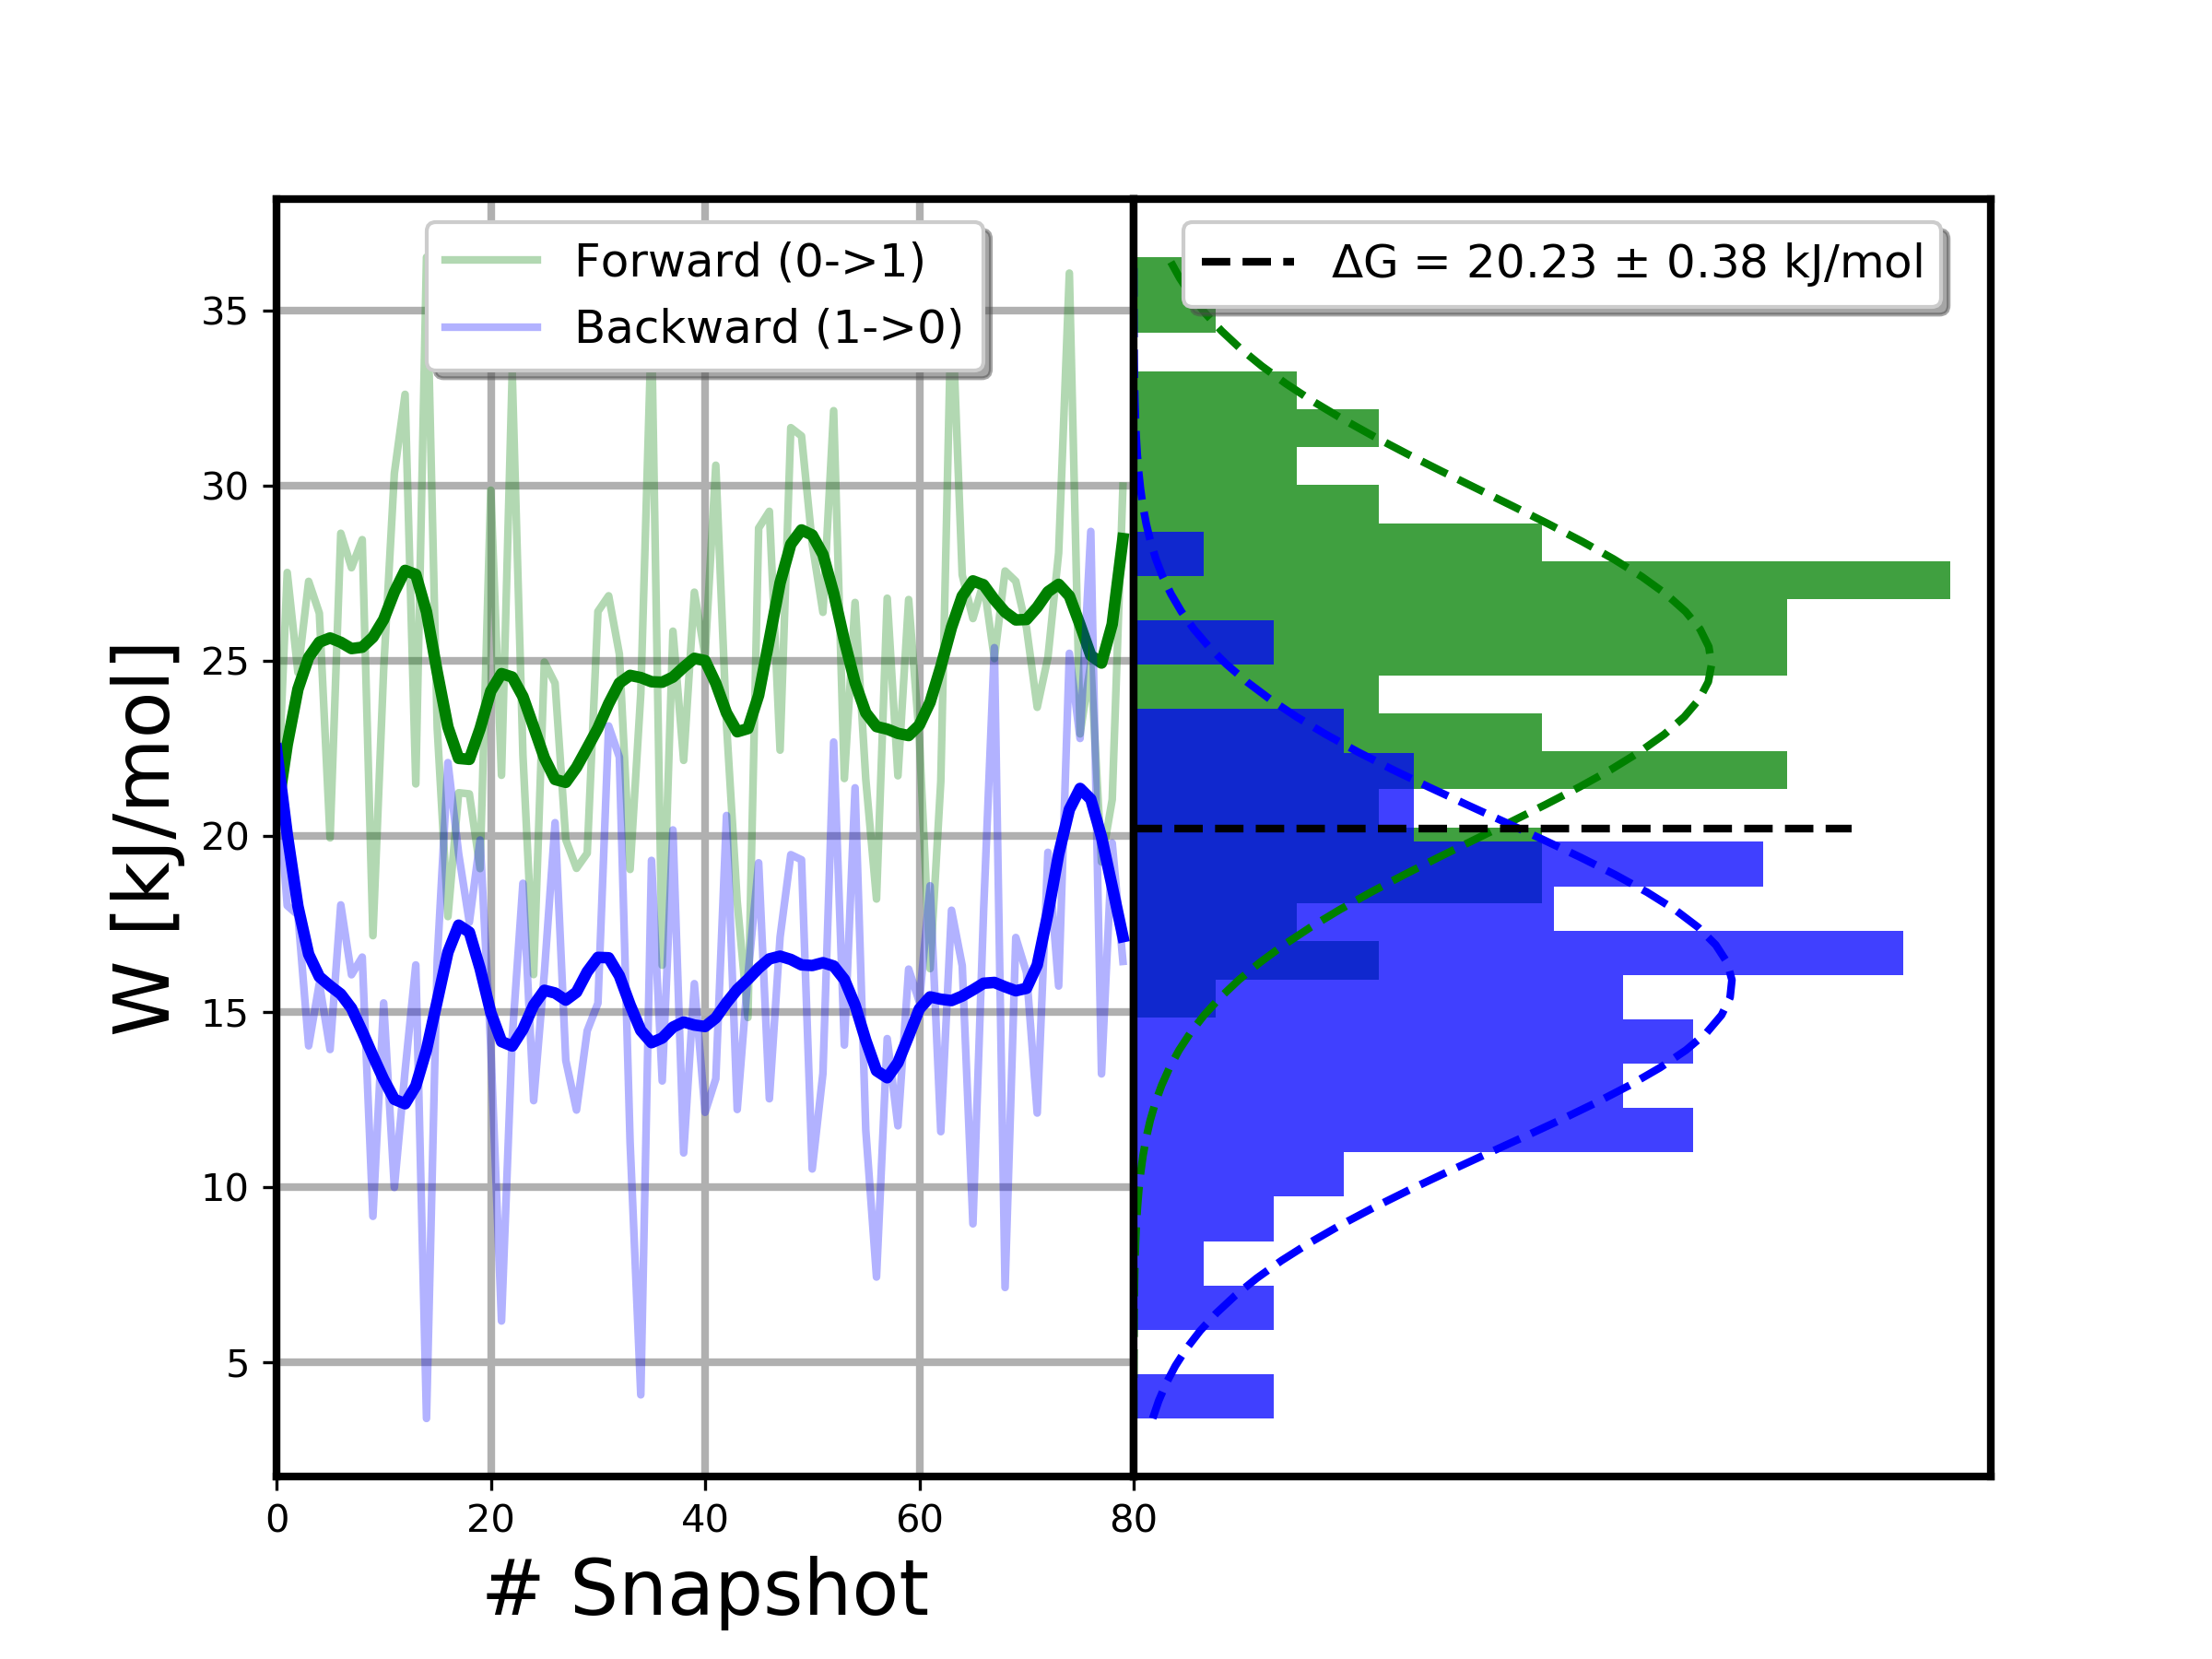 Forward (0->1)
Backward (1->0)
ΔG = 20.23 ± 0.38 kJ/mol
W [kJ/mol]
35
30
25
20
15
10
5
0 20 40 60 80
# Snapshot